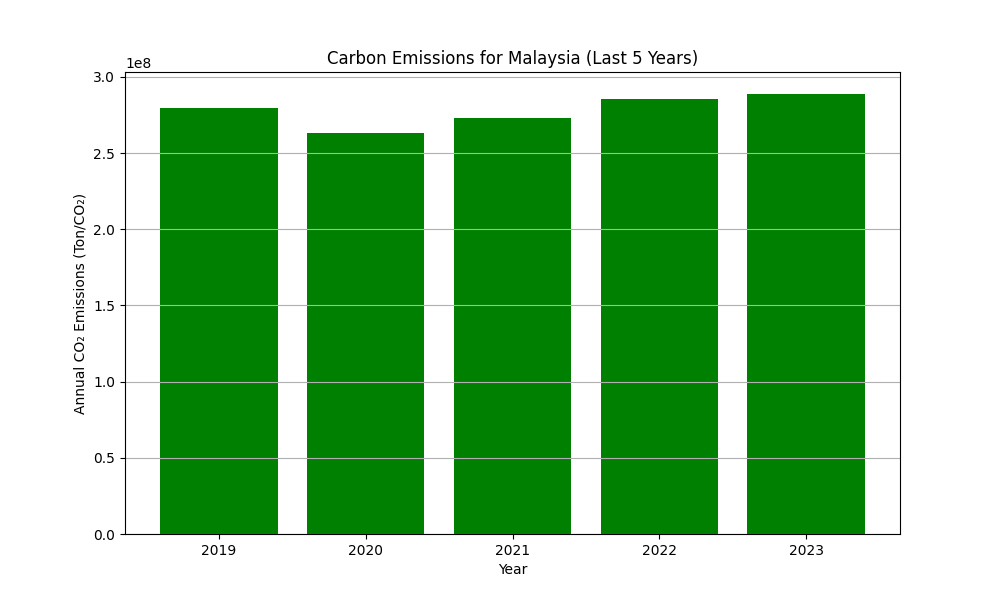 Carbon Emissions for Malaysia (Last 5 Years)
1e8
3.0
2.5
2.0
1.5
1.0
0.5
0.0
Annual CO₂ Emissions (Ton/CO₂)
2019 2020 2021 2022 2023
Year